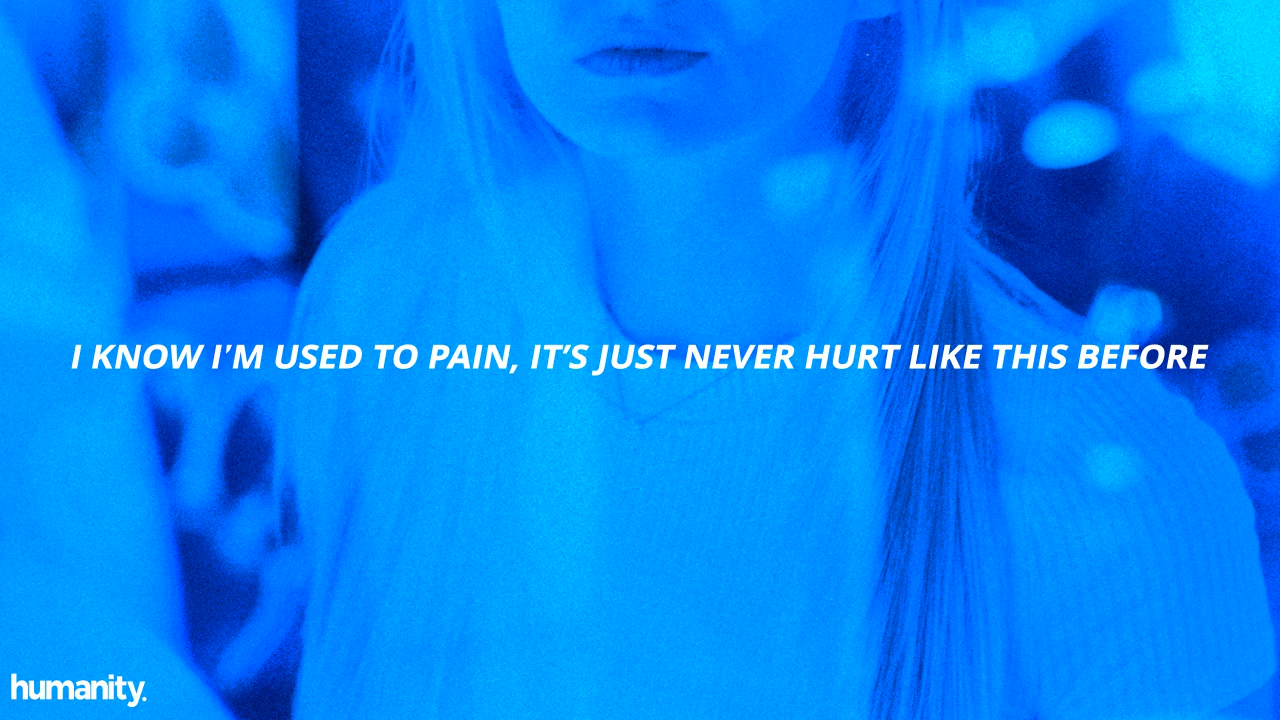 I KNOW I'M USED TO PAIN, IT’S JUST NEVER HURT LIKE THIS BEFORE
humanity.